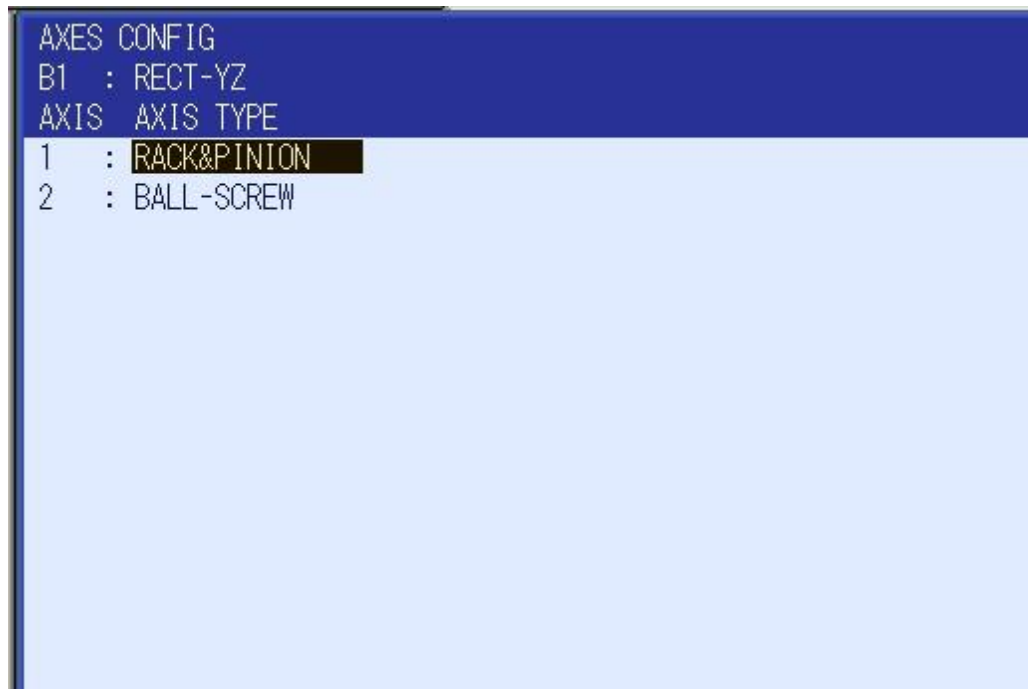 AXES CONFIG
B1 : RECT-YZ
AXIS AXIS TYPE
1 : RACK&PINION
2 : BALL-SCREW